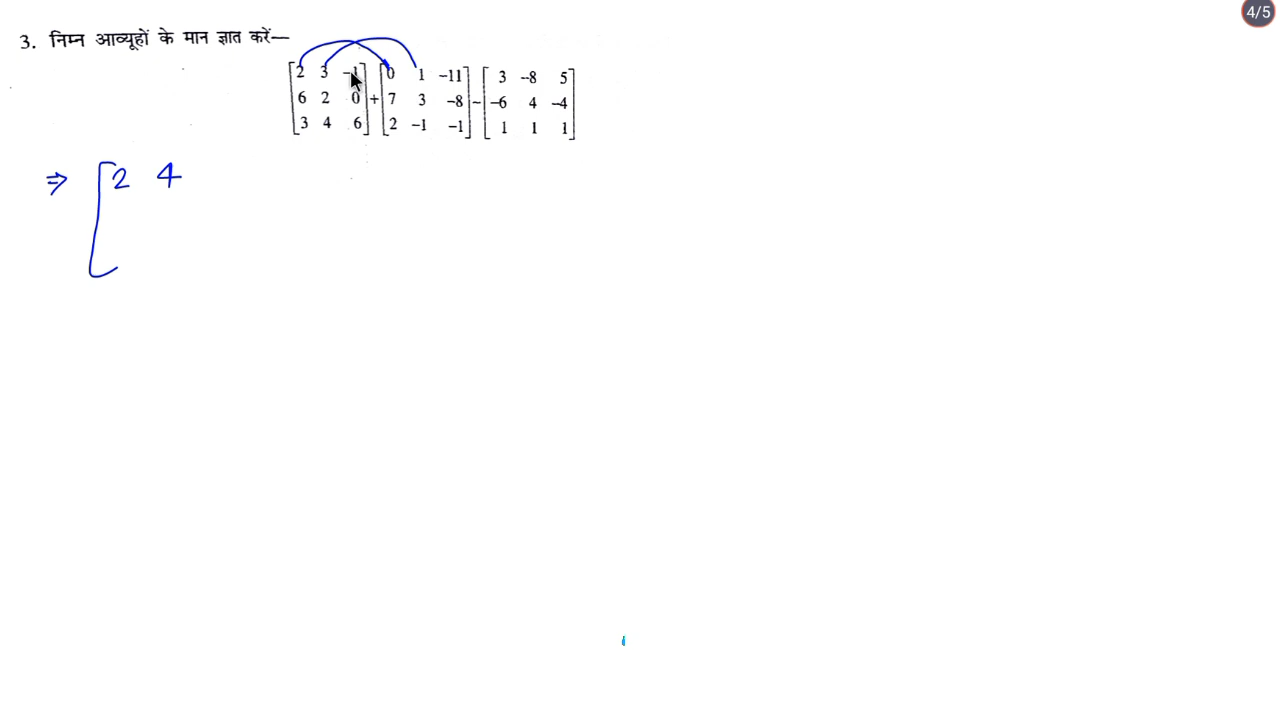 4/5
3. निम्न आव्यूहों के मान ज्ञात करें—
[2 3 -1] [0 1 -11] [3 -8 5]
[6 2 0] + [7 3 -8] - [-6 4 -4]
[3 4 6] [2 -1 -1] [1 1 1]
⇒ [2 4